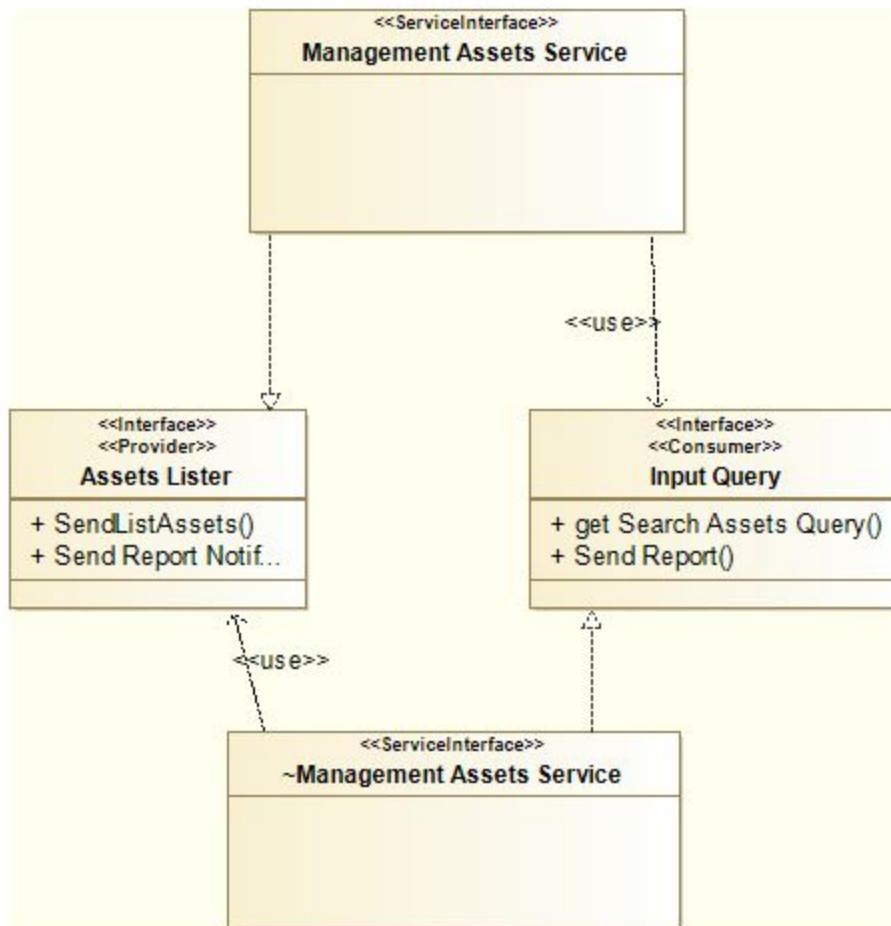 <<ServiceInterface>>
Management Assets Service
<<use>>
<<Interface>>
<<Provider>>
Assets Lister
+ SendListAssets()
+ Send Report Notif...
<<Interface>>
<<Consumer>>
Input Query
+ get Search Assets Query()
+ Send Report()
<<use>>
<<ServiceInterface>>
~Management Assets Service